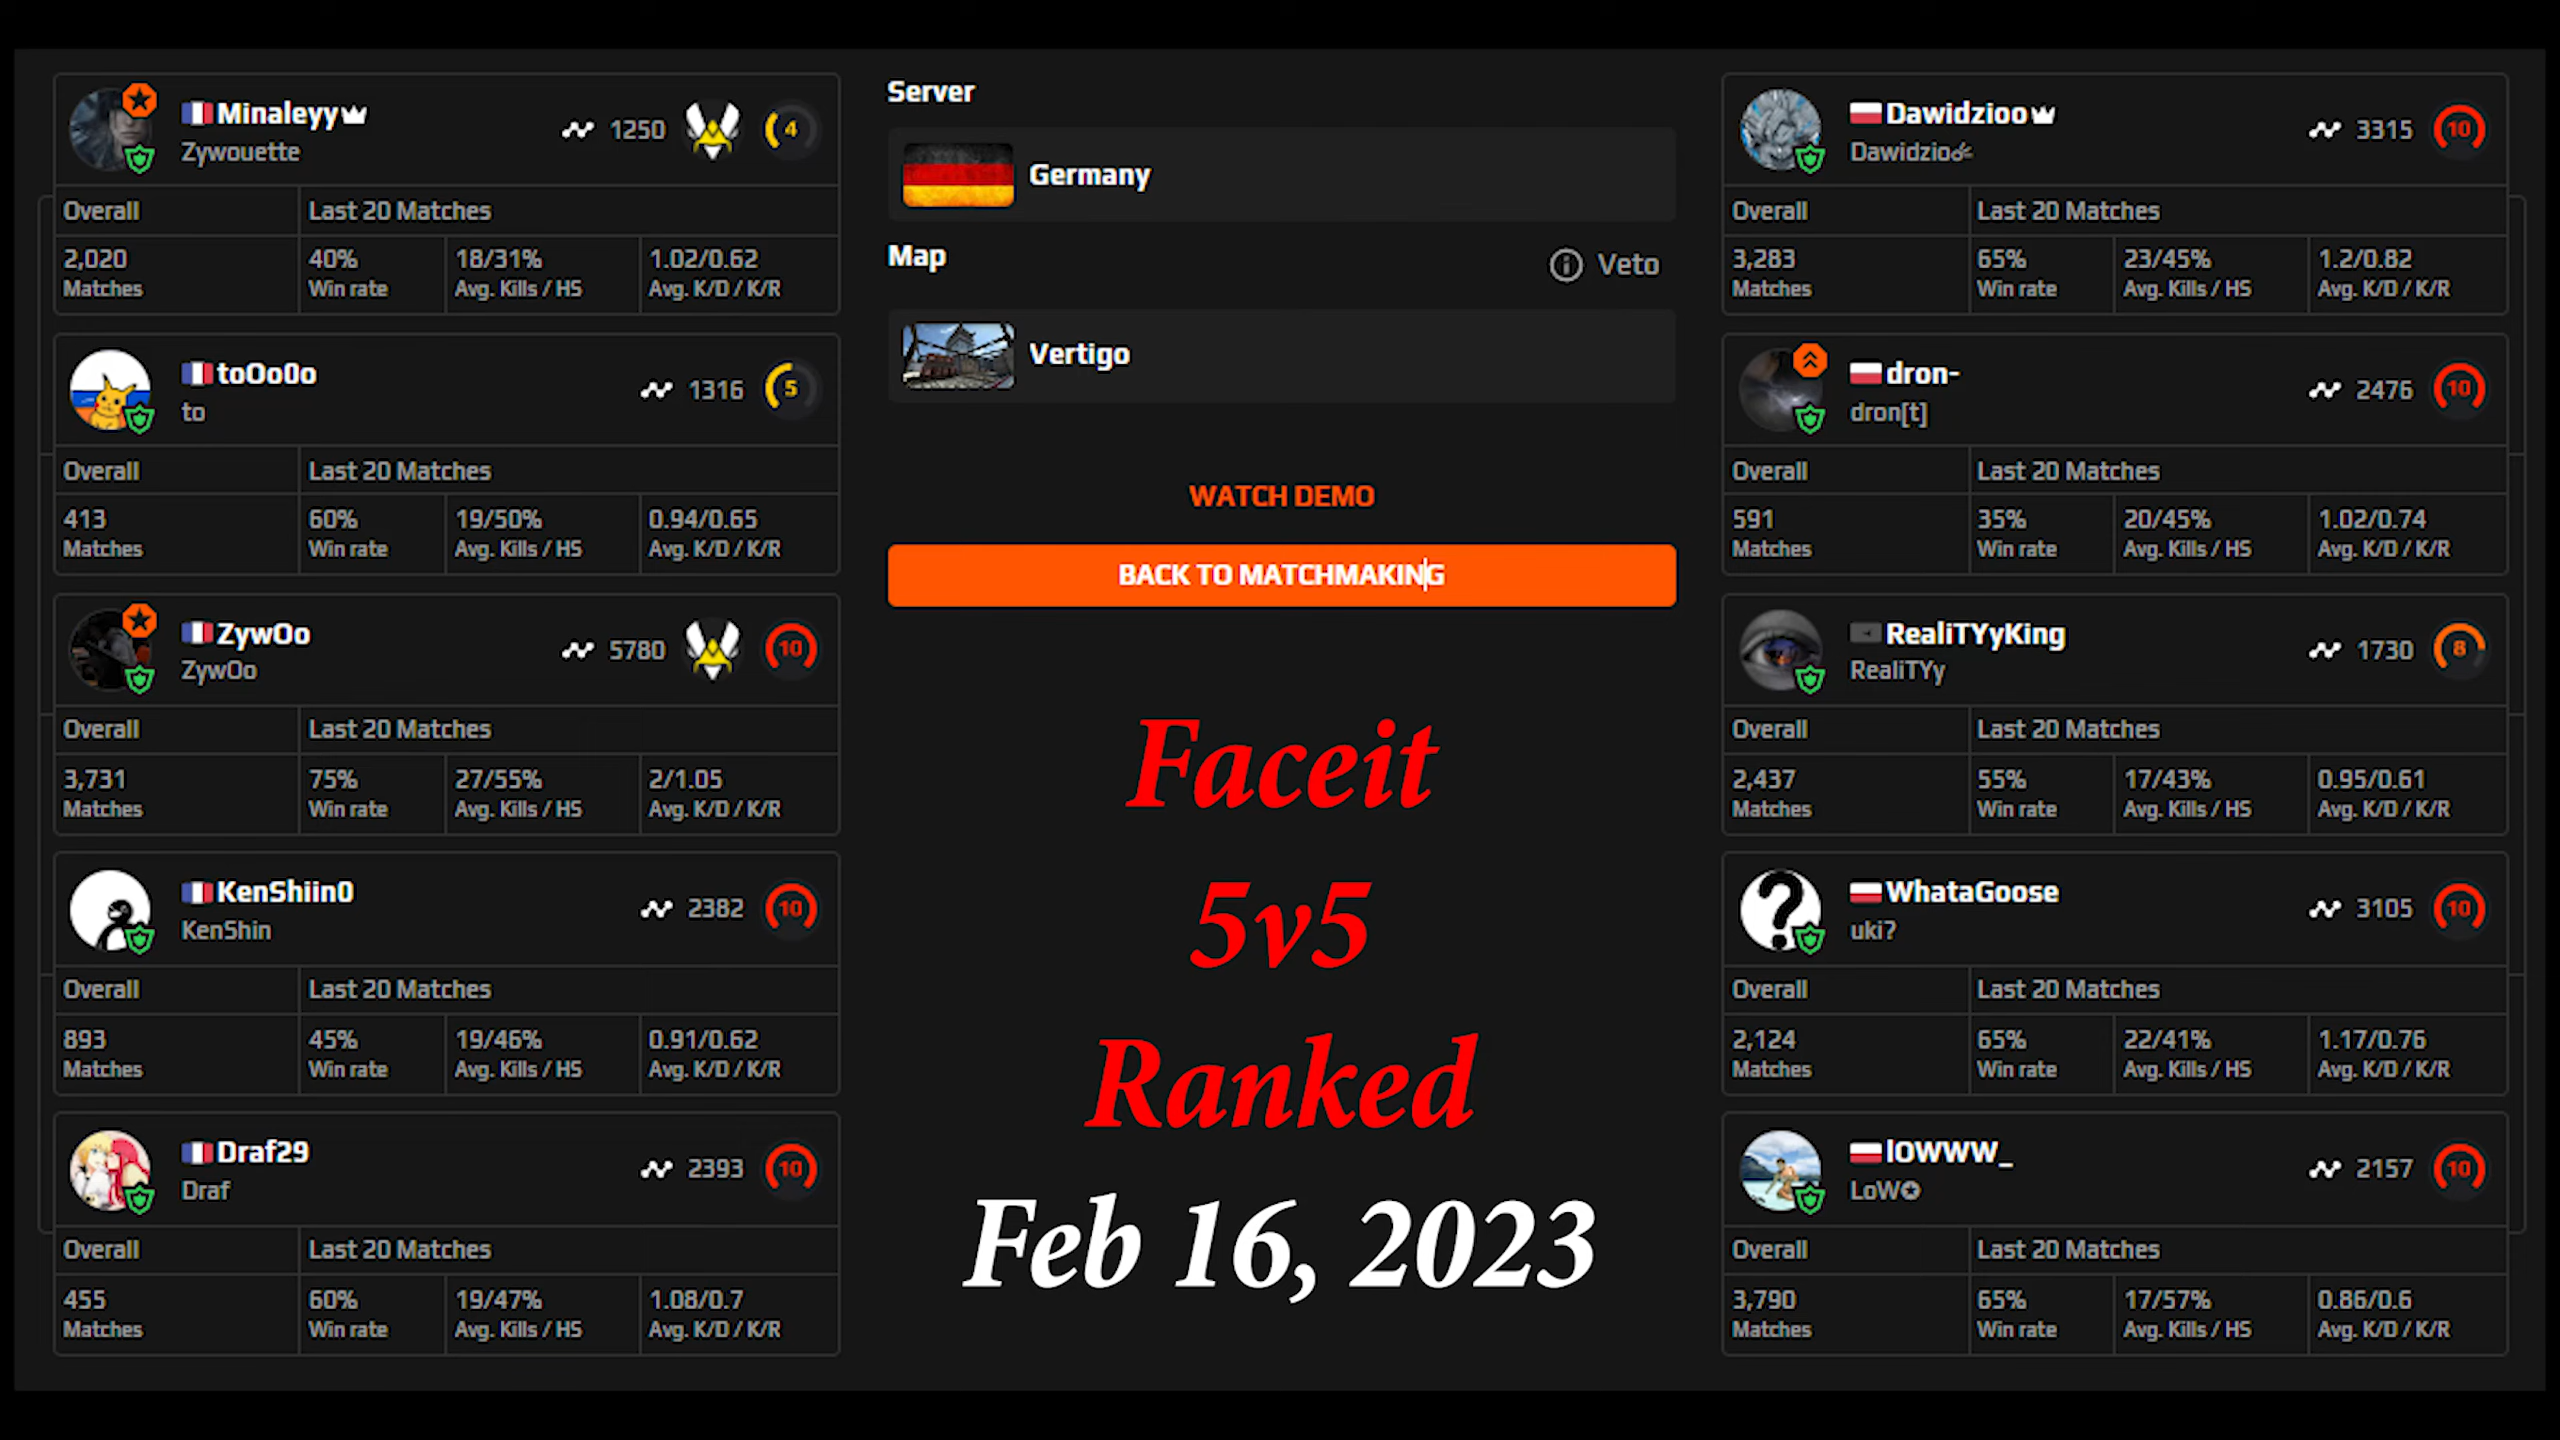 Minaleyy
Zywouette
1250
4
Overall
Last 20 Matches
2,020
Matches
40%
Win rate
18/31%
Avg. Kills / HS
1.02/0.62
Avg. K/D / K/R
toOo0o
to
1316
5
Overall
Last 20 Matches
413
Matches
60%
Win rate
19/50%
Avg. Kills / HS
0.94/0.65
Avg. K/D / K/R
ZywOo
ZywOo
5780
10
Overall
Last 20 Matches
3,731
Matches
75%
Win rate
27/55%
Avg. Kills / HS
2/1.05
Avg. K/D / K/R
KenShiin0
KenShin
2382
10
Overall
Last 20 Matches
893
Matches
45%
Win rate
19/46%
Avg. Kills / HS
0.91/0.62
Avg. K/D / K/R
Draf29
Draf
2393
10
Overall
Last 20 Matches
455
Matches
60%
Win rate
19/47%
Avg. Kills / HS
1.08/0.7
Avg. K/D / K/R
Server
Germany
Map
Veto
Vertigo
WATCH DEMO
BACK TO MATCHMAKING
Faceit
5v5
Ranked
Feb 16, 2023
Dawidzioo
Dawidzio
3315
10
Overall
Last 20 Matches
3,283
Matches
65%
Win rate
23/45%
Avg. Kills / HS
1.2/0.82
Avg. K/D / K/R
dron-
dron[t]
2476
10
Overall
Last 20 Matches
591
Matches
35%
Win rate
20/45%
Avg. Kills / HS
1.02/0.74
Avg. K/D / K/R
RealiTYyKing
RealiTYy
1730
8
Overall
Last 20 Matches
2,437
Matches
55%
Win rate
17/43%
Avg. Kills / HS
0.95/0.61
Avg. K/D / K/R
WhataGoose
uki?
3105
10
Overall
Last 20 Matches
2,124
Matches
65%
Win rate
22/41%
Avg. Kills / HS
1.17/0.76
Avg. K/D / K/R
lOWWW_
LoW✪
2157
10
Overall
Last 20 Matches
3,790
Matches
65%
Win rate
17/57%
Avg. Kills / HS
0.86/0.6
Avg. K/D / K/R